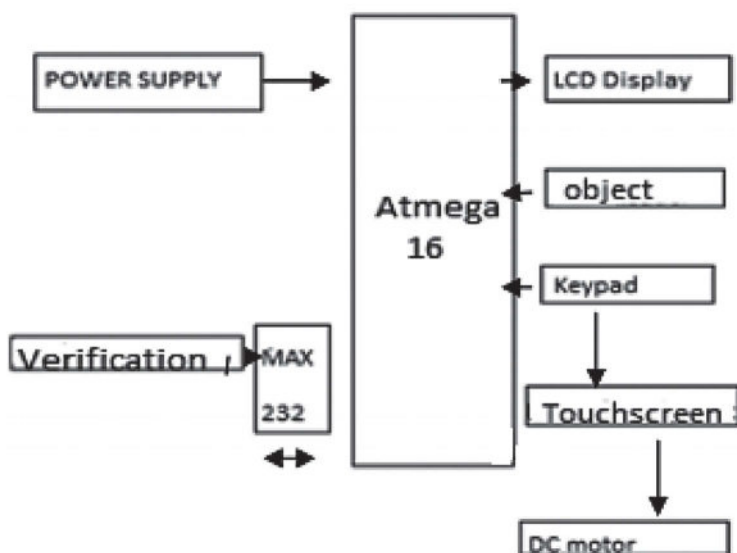 POWER SUPPLY
LCD Display
object
Atmega
16
Keypad
Verification
MAX
232
Touchscreen
DC motor